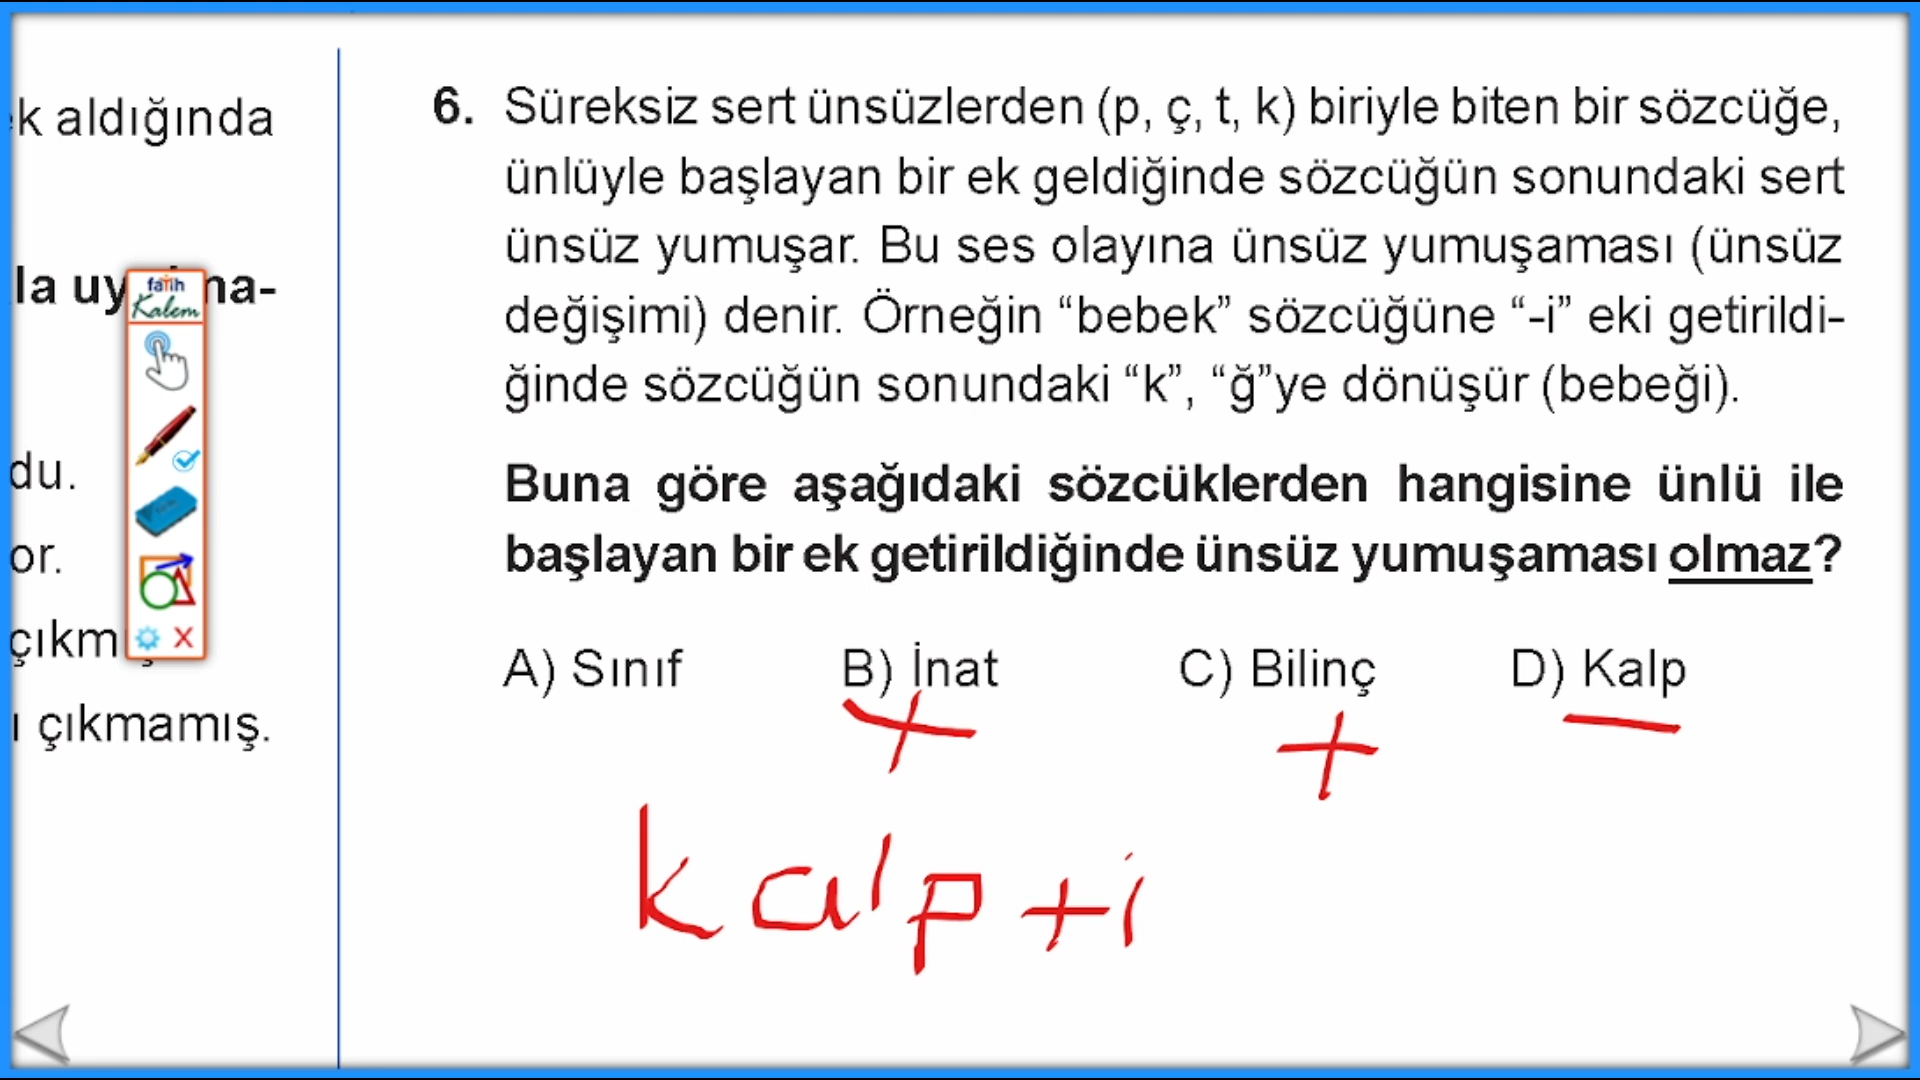 k aldığında
la uy
na-
du.
or.
çıkm
ı çıkmamış.
fatih
Kalem
6. Süreksiz sert ünsüzlerden (p, ç, t, k) biriyle biten bir sözcüğe,
ünlüyle başlayan bir ek geldiğinde sözcüğün sonundaki sert
ünsüz yumuşar. Bu ses olayına ünsüz yumuşaması (ünsüz
değişimi) denir. Örneğin “bebek” sözcüğüne “-i” eki getirildi-
ğinde sözcüğün sonundaki “k”, “ğ”ye dönüşür (bebeği).
Buna göre aşağıdaki sözcüklerden hangisine ünlü ile
başlayan bir ek getirildiğinde ünsüz yumuşaması olmaz?
A) Sınıf B) İnat C) Bilinç D) Kalp
kalp+i